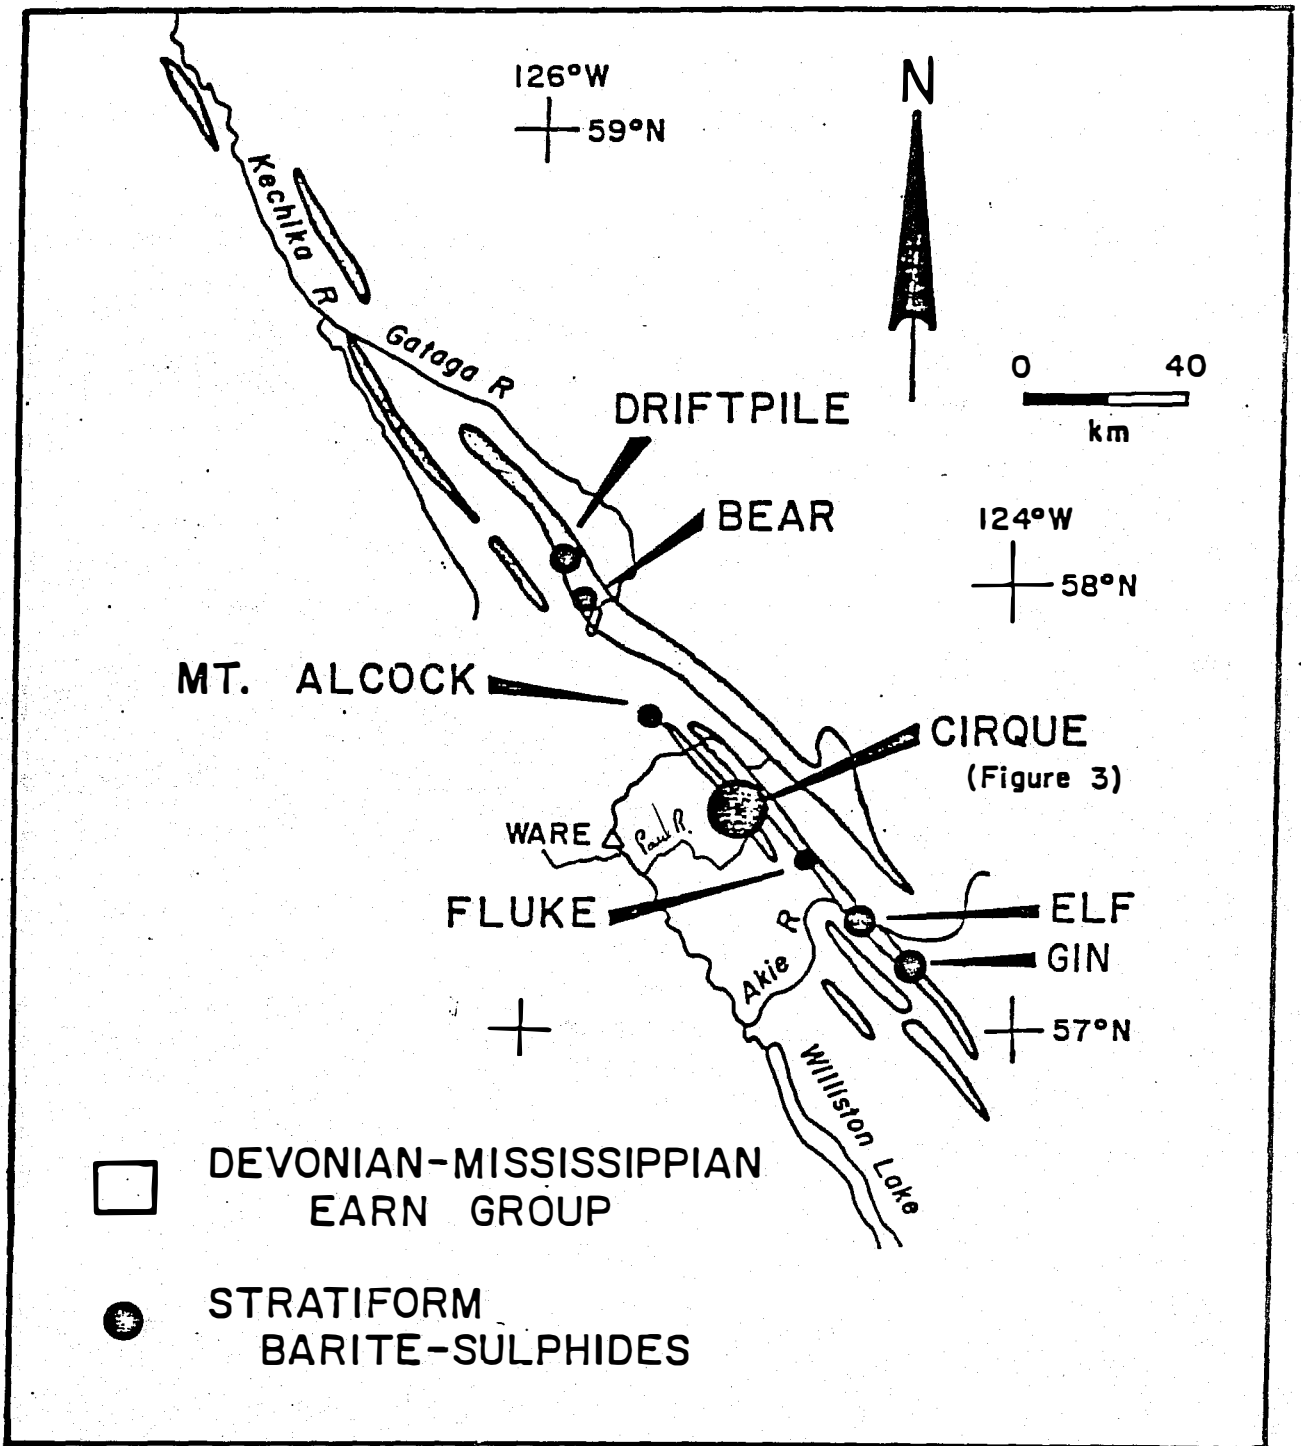 126°W
59°N
N
Kechika R
Gataga R
0 40
km
DRIFTPILE
BEAR
124°W
58°N
MT. ALCOCK
CIRQUE
(Figure 3)
WARE
Paul R.
FLUKE
ELF
GIN
Akie R
57°N
Williston Lake
DEVONIAN-MISSISSIPPIAN
EARN GROUP
STRATIFORM
BARITE-SULPHIDES